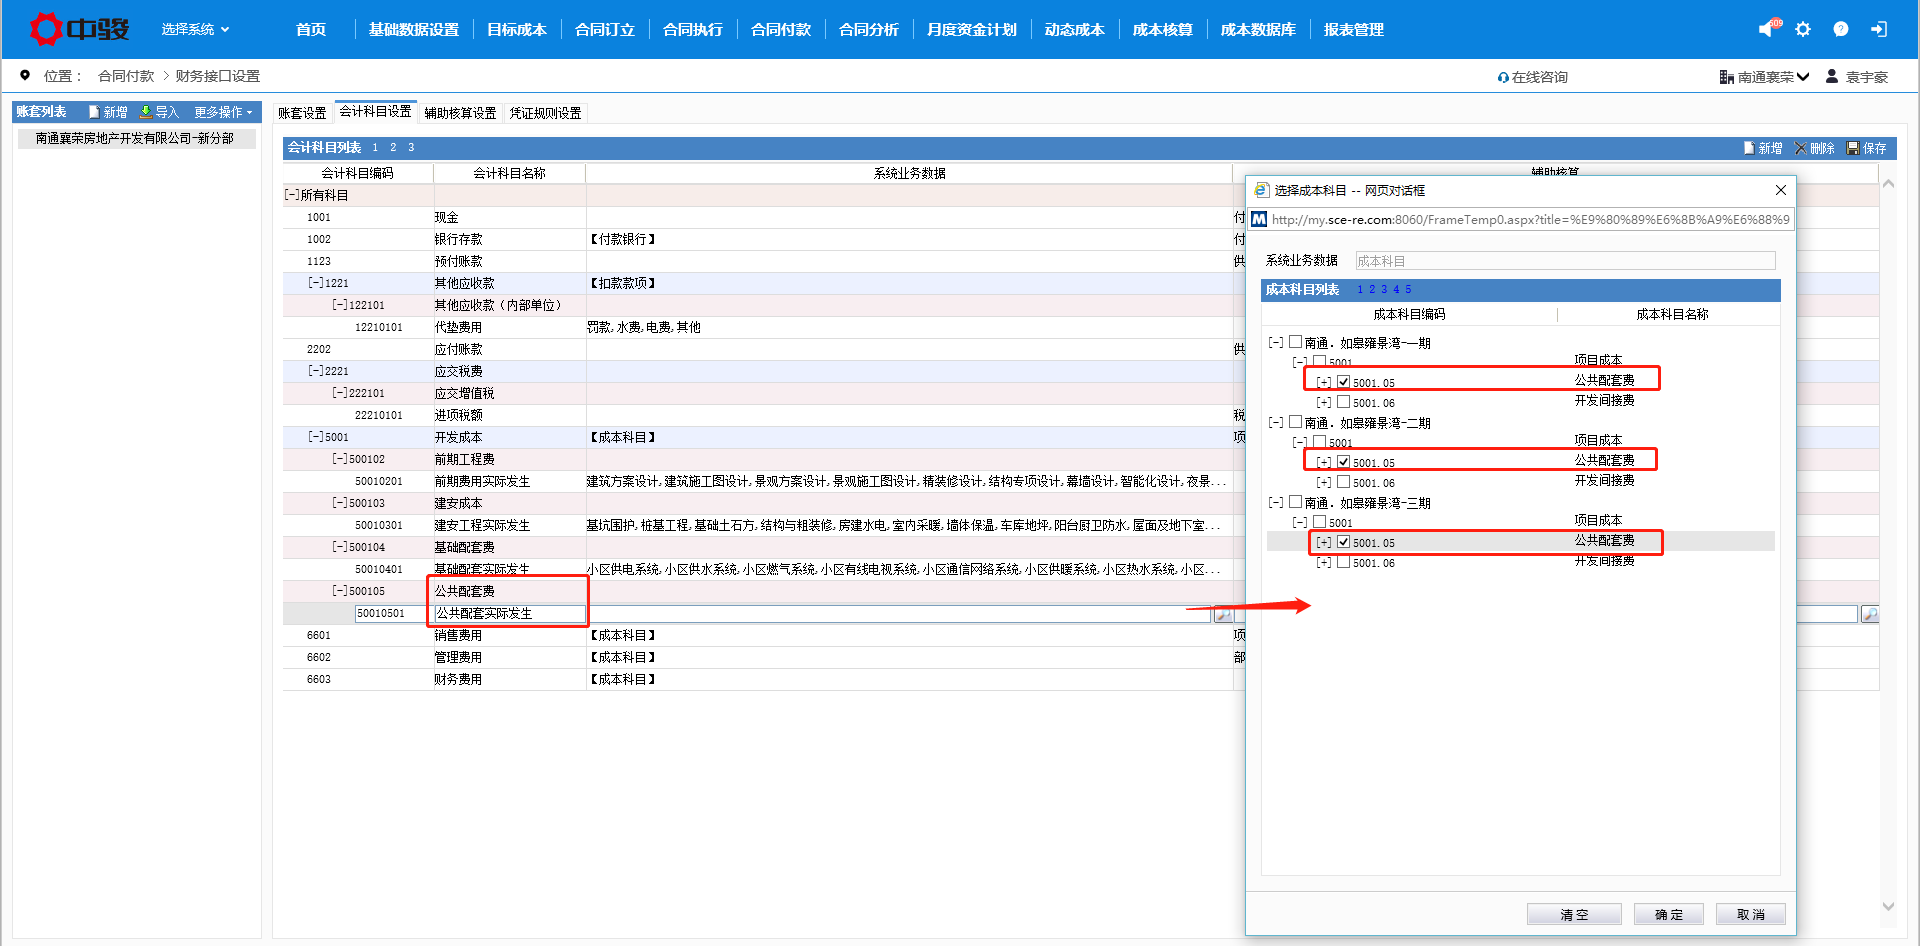 中骏 选择系统 首页 基础数据设置 目标成本 合同订立 合同执行 合同付款 合同分析 月度资金计划 动态成本 成本核算 成本数据库 报表管理 609
位置： 合同付款 > 财务接口设置 在线咨询 南通襄荣 袁宇豪
账套列表 新增 导入 更多操作
南通襄荣房地产开发有限公司-新分部
账套设置 会计科目设置 辅助核算设置 凭证规则设置
会计科目列表 1 2 3 新增 删除 保存
会计科目编码 会计科目名称 系统业务数据 辅助核算
[-]所有科目
1001 现金 付
1002 银行存款 【付款银行】 付
1123 预付账款 供
[-]1221 其他应收款 【扣款款项】
[-]122101 其他应收款（内部单位）
12210101 代垫费用 罚款,水费,电费,其他
2202 应付账款 供
[-]2221 应交税费
[-]222101 应交增值税
22210101 进项税额 税
[-]5001 开发成本 【成本科目】 项
[-]500102 前期工程费
50010201 前期费用实际发生 建筑方案设计,建筑施工图设计,景观方案设计,景观施工图设计,精装修设计,结构专项设计,幕墙设计,智能化设计,夜景...
[-]500103 建安成本
50010301 建安工程实际发生 基坑围护,桩基工程,基础土石方,结构与粗装修,房建水电,室内采暖,墙体保温,车库地坪,阳台厨卫防水,屋面及地下室...
[-]500104 基础配套费
50010401 基础配套实际发生 小区供电系统,小区供水系统,小区燃气系统,小区有线电视系统,小区通信网络系统,小区供暖系统,小区热水系统,小区...
[-]500105 公共配套费
50010501 公共配套实际发生
6601 销售费用 【成本科目】 项
6602 管理费用 【成本科目】 部
6603 财务费用 【成本科目】
选择成本科目 -- 网页对话框
http://my.sce-re.com:8060/FrameTemp0.aspx?title=%E9%80%89%E6%8B%A9%E6%88%9
系统业务数据 成本科目
成本科目列表 1 2 3 4 5
成本科目编码 成本科目名称
[-] 南通．如皋雍景湾-一期
[-] 5001 项目成本
[+] 5001.05 公共配套费
[+] 5001.06 开发间接费
[-] 南通．如皋雍景湾-二期
[-] 5001 项目成本
[+] 5001.05 公共配套费
[+] 5001.06 开发间接费
[-] 南通．如皋雍景湾-三期
[-] 5001 项目成本
[+] 5001.05 公共配套费
[+] 5001.06 开发间接费
清空 确定 取消